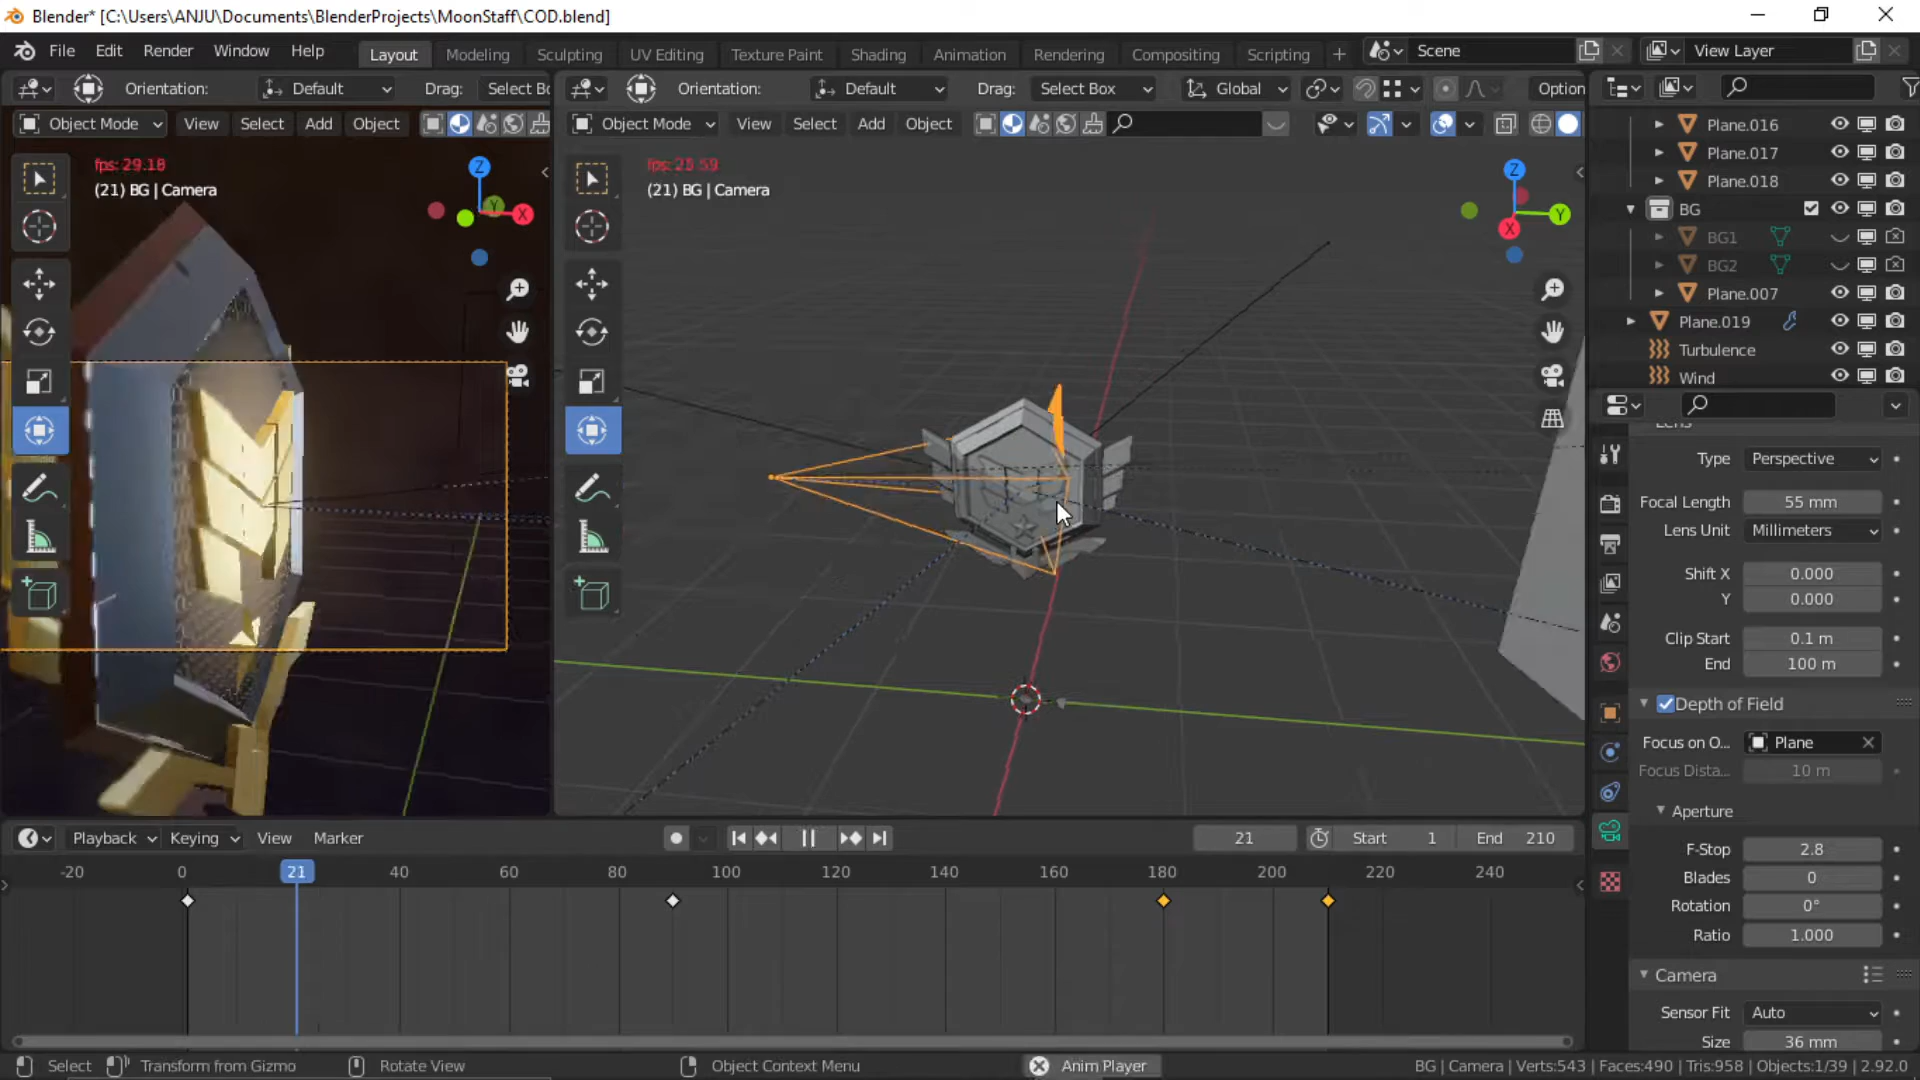 Blender* [C:\Users\ANJU\Documents\BlenderProjects\MoonStaff\COD.blend]
File Edit Render Window Help Layout Modeling Sculpting UV Editing Texture Paint Shading Animation Rendering Compositing Scripting + Scene View Layer
Orientation: Default Drag: Select Bo
Orientation: Default Drag: Select Box Global Option
Object Mode View Select Add Object
Object Mode View Select Add Object
fps: 29.18
(21) BG | Camera
Z
Y
X
(21) BG | Camera
Z
Y
X
Plane.016
Plane.017
Plane.018
BG
BG1
BG2
Plane.007
Plane.019
Turbulence
Wind
Lens
Type Perspective
Focal Length 55 mm
Lens Unit Millimeters
Shift X 0.000
Y 0.000
Clip Start 0.1 m
End 100 m
Depth of Field
Focus on O... Plane
Focus Dista... 10 m
Aperture
F-Stop 2.8
Blades 0
Rotation 0°
Ratio 1.000
Camera
Sensor Fit Auto
Size 36 mm
Playback Keying View Marker 21 Start 1 End 210
-20 0 21 40 60 80 100 120 140 160 180 200 220 240
Select Transform from Gizmo Rotate View Object Context Menu Anim Player BG | Camera | Verts:543 | Faces:490 | Tris:958 | Objects:1/39 | 2.92.0